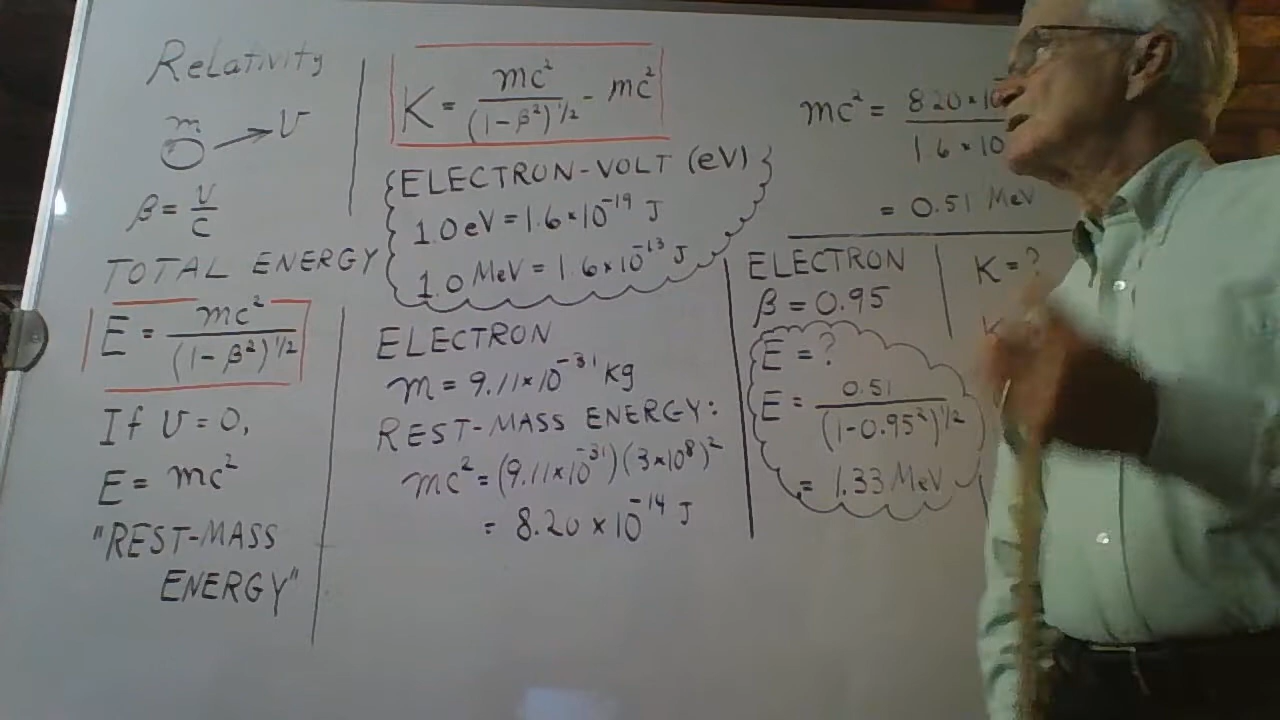 Relativity
m
v
β = v/c
TOTAL ENERGY
E = mc²/(1-β²)^1/2
If v = 0,
E = mc²
"REST-MASS
ENERGY"
K = mc²/(1-β²)^1/2 - mc²
ELECTRON-VOLT (eV)
1.0 eV = 1.6×10⁻¹⁹ J
1.0 MeV = 1.6×10⁻¹³ J
ELECTRON
m = 9.11×10⁻³¹ kg
REST-MASS ENERGY:
mc² = (9.11×10⁻³¹)(3×10⁸)²
= 8.20×10⁻¹⁴ J
mc² = 8.20×10⁻/1.6×10
= 0.51 MeV
ELECTRON
β = 0.95
E = ?
E = 0.51/(1-0.95²)^1/2
= 1.33 MeV
K = ?
K